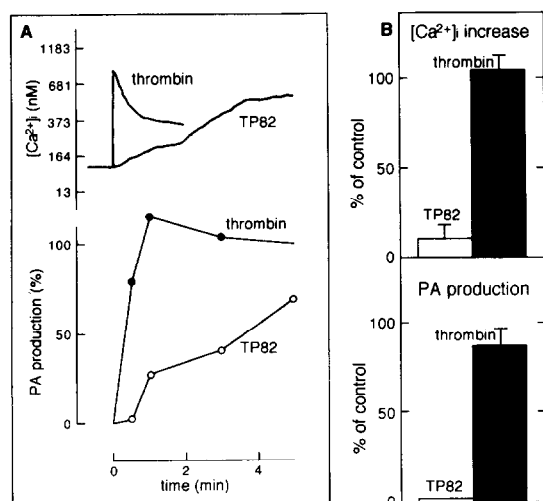 A
[Ca²⁺]i (nM)
1183
681
373
164
13
thrombin
TP82
PA production (%)
100
50
0
thrombin
TP82
0 2 4
time (min)
B
[Ca²⁺]i increase
% of control
100
50
0
thrombin
TP82
PA production
% of control
100
50
0
thrombin
TP82